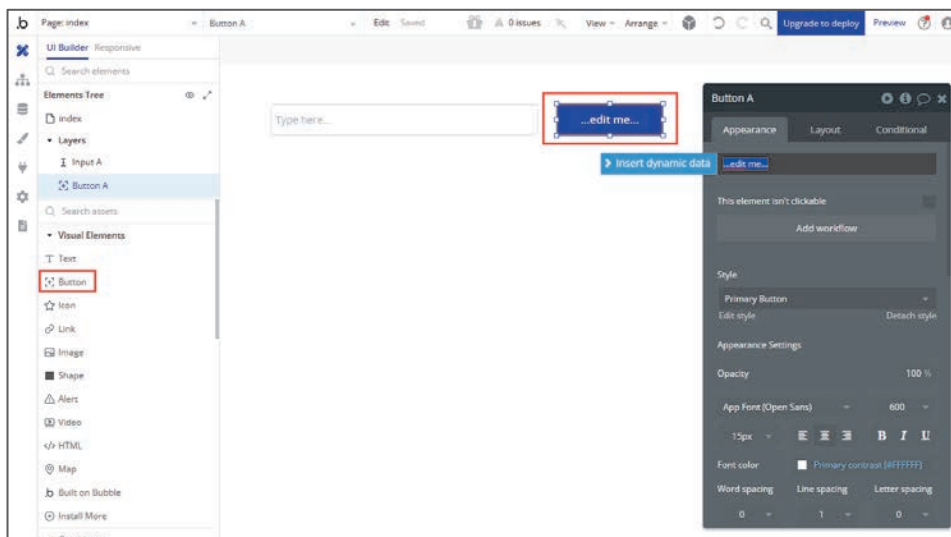 .b Page: index Button A Edit Saved 0 issues View Arrange Upgrade to deploy Preview
UI Builder Responsive
Search elements
Elements Tree
index
Layers
Input A
Button A
Search assets
Visual Elements
Text
Button
Icon
Link
Image
Shape
Alert
Video
</> HTML
Map
.b Built on Bubble
Install More
Type here...
...edit me...
Insert dynamic data
Button A
Appearance Layout Conditional
...edit me...
This element isn't clickable
Add workflow
Style
Primary Button
Edit style Detach style
Appearance Settings
Opacity 100 %
App Font (Open Sans) 600
15px B I U
Font color Primary contrast (#FFFFFF)
Word spacing Line spacing Letter spacing
0 1 0